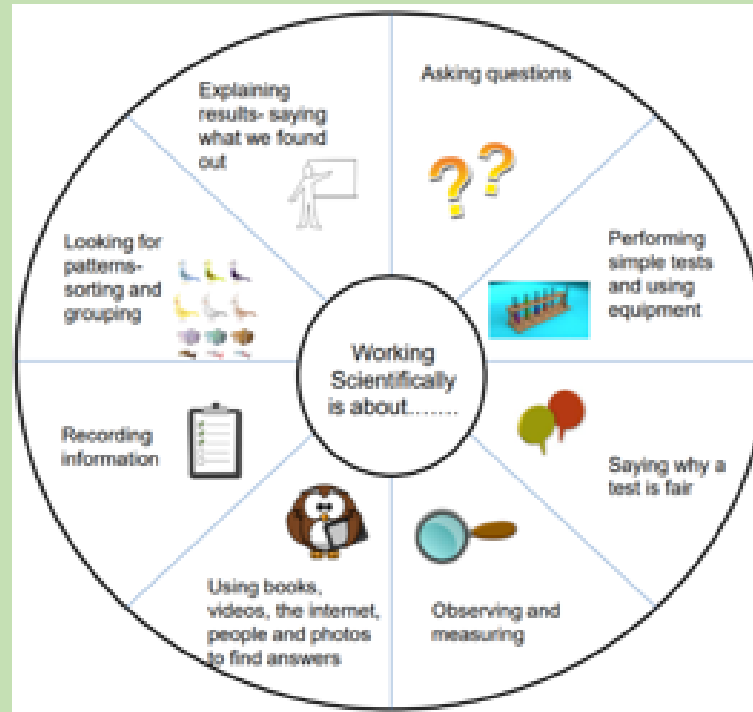 Asking questions
Performing
simple tests
and using
equipment
Saying why a
test is fair
Observing and
measuring
Using books,
videos, the internet,
people and photos
to find answers
Recording
information
Looking for
patterns-
sorting and
grouping
Explaining
results- saying
what we found
out
Working
Scientifically
is about........